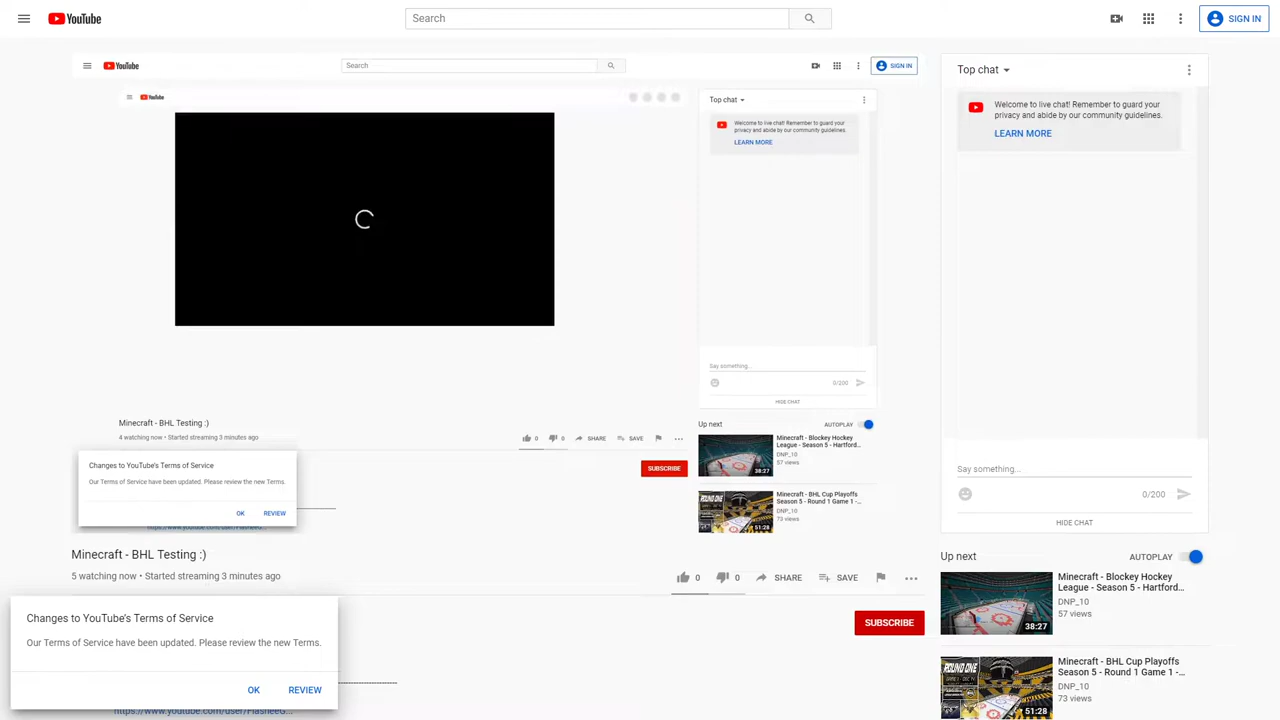 YouTube
Search
SIGN IN
YouTube
Search
SIGN IN
YouTube
Top chat
Welcome to live chat! Remember to guard your
privacy and abide by our community guidelines.
LEARN MORE
Say something...
0/200
HIDE CHAT
Minecraft - BHL Testing :)
4 watching now • Started streaming 3 minutes ago
0
0
SHARE
SAVE
SUBSCRIBE
Changes to YouTube's Terms of Service
Our Terms of Service have been updated. Please review the new Terms.
OK
REVIEW
Up next
AUTOPLAY
Minecraft - Blockey Hockey
League - Season 5 - Hartford...
DNP_10
57 views
38:27
Minecraft - BHL Cup Playoffs
Season 5 - Round 1 Game 1 -...
DNP_10
73 views
ROUND ONE
51:28
Minecraft - BHL Testing :)
5 watching now • Started streaming 3 minutes ago
0
0
SHARE
SAVE
SUBSCRIBE
Changes to YouTube's Terms of Service
Our Terms of Service have been updated. Please review the new Terms.
OK
REVIEW
Top chat
Welcome to live chat! Remember to guard your
privacy and abide by our community guidelines.
LEARN MORE
Say something...
0/200
HIDE CHAT
Up next
AUTOPLAY
Minecraft - Blockey Hockey
League - Season 5 - Hartford...
DNP_10
57 views
38:27
Minecraft - BHL Cup Playoffs
Season 5 - Round 1 Game 1 -...
DNP_10
73 views
ROUND ONE
51:28